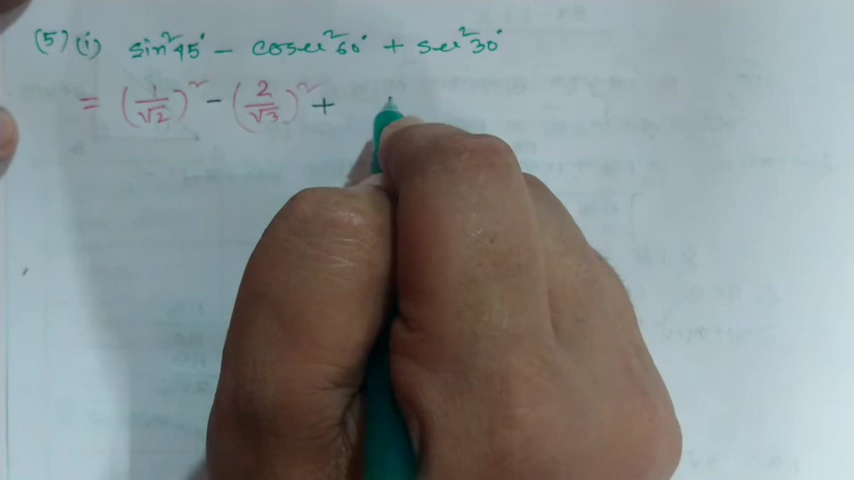 (5) (i) sin²45° - cosec²60° + sec²30°
= (1/√2)² - (2/√3)² +